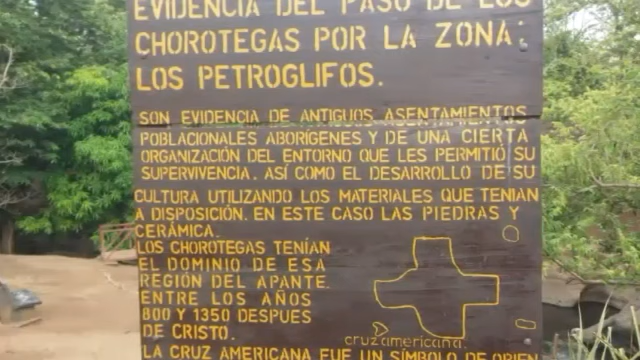 EVIDENCIA DEL PASO DE LOS
CHOROTEGAS POR LA ZONA:
LOS PETROGLIFOS.
SON EVIDENCIA DE ANTIGUOS ASENTAMIENTOS
POBLACIONALES ABORÍGENES Y DE UNA CIERTA
ORGANIZACIÓN DEL ENTORNO QUE LES PERMITIÓ SU
SUPERVIVENCIA. ASÍ COMO EL DESARROLLO DE SU
CULTURA UTILIZANDO LOS MATERIALES QUE TENIAN
A DISPOSICIÓN. EN ESTE CASO LAS PIEDRAS Y
CERÁMICA.
LOS CHOROTEGAS TENÍAN
EL DOMINIO DE ESA
REGIÓN DEL APANTE.
ENTRE LOS AÑOS
800 Y 1350 DESPUES
DE CRISTO.
cruz americana.
LA CRUZ AMERICANA FUE UN SÍMBOLO DE ORIEN